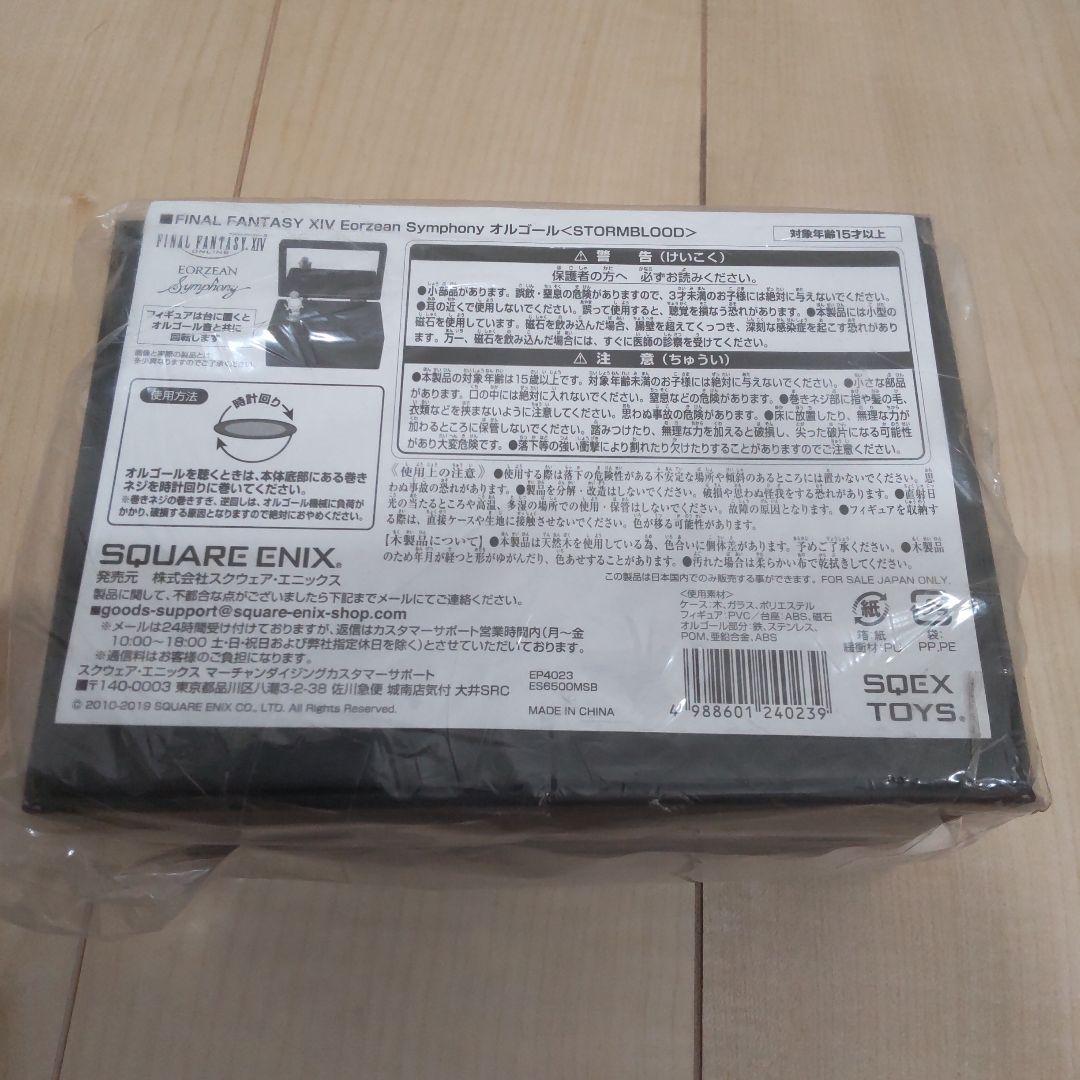 ■FINAL FANTASY XIV Eorzean Symphony オルゴール<STORMBLOOD>
対象年齢15才以上
FINAL FANTASY XIV
ONLINE
EORZEAN
Symphony
フィギュアは台に置くと
オルゴール音と共に
回転します
画像と実際の製品とは
多少異なりますのでご了承ください
使用方法
時計回り
オルゴールを聴くときは、本体底部にある巻き
ネジを時計回りに巻いてください。
※巻きネジの巻きすぎ、逆回しは、オルゴール機械に負荷が
かかり、破損する原因となりますので絶対におやめください。
⚠ 警 告(けいこく)
保護者の方へ 必ずお読みください。
●小部品があります。誤飲・窒息の危険がありますので、3才未満のお子様には絶対に与えないでください。
●耳の近くで使用しないでください。誤って使用すると、聴覚を損なう恐れがあります。●本製品には小型の
磁石を使用しています。磁石を飲み込んだ場合、腸壁を超えてくっつき、深刻な感染症を起こす恐れがあり
ます。万一、磁石を飲み込んだ場合には、すぐに医師の診察を受けてください。
⚠ 注 意(ちゅうい)
●本製品の対象年齢は15歳以上です。対象年齢未満のお子様には絶対に与えないでください。●小さな部品
があります。口の中には絶対に入れないでください。窒息などの危険があります。●巻きネジ部に指や髪の毛、
衣類などを挟まないように注意してください。思わぬ事故の危険があります。●床に放置したり、無理な力が
加わるところに保管しないでください。踏みつけたり、無理な力を加えると破損し、尖った破片になる可能性
があり大変危険です。●落下等の強い衝撃により割れたり欠けたりすることがありますのでご注意ください。
《使用上の注意》●使用する際は落下の危険性がある不安定な場所や傾斜のあるところには置かないでください。思
わぬ事故の恐れがあります。●製品を分解・改造はしないでください。破損や思わぬ怪我をする恐れがあります。●直射日
光の当たるところや高温、多湿の場所での使用・保管はしないでください。故障の原因となります。●フィギュアを収納す
る際は、直接ケースや生地に接触させないでください。色が移る可能性があります。
【木製品について】●本製品は天然木を使用している為、色合いに個体差があります。予めご了承ください。●木製品
のため年月が経つと形がゆがんだり、色あせすることがあります。●汚れた場合は柔らかい布で乾拭きしてください。
この製品は日本国内でのみ販売する事ができます。FOR SALE JAPAN ONLY.
SQUARE ENIX®
発売元 株式会社スクウェア・エニックス
製品に関して、不都合な点がございましたら下記までメールにてご連絡ください。
■goods-support@square-enix-shop.com
※メールは24時間受け付けておりますが、返信はカスタマーサポート営業時間内(月～金
10:00～18:00 土・日・祝日および弊社指定休日を除く)とさせていただいております。
※通信料はお客様のご負担になります。
スクウェア・エニックス マーチャンダイジングカスタマーサポート
■〒140-0003 東京都品川区八潮3-2-38 佐川急便 城南店気付 大井SRC
© 2010-2019 SQUARE ENIX CO., LTD. All Rights Reserved.
EP4023
ES6500MSB
MADE IN CHINA
<使用素材>
ケース:木、ガラス、ポリエステル
フィギュア:PVC/台座:ABS、磁石
オルゴール部分:鉄、ステンレス、
POM、亜鉛合金、ABS
4 988601 240239
紙
箱:紙
緩衝材:PU
プラ
袋:
PP,PE
SQEX
TOYS®